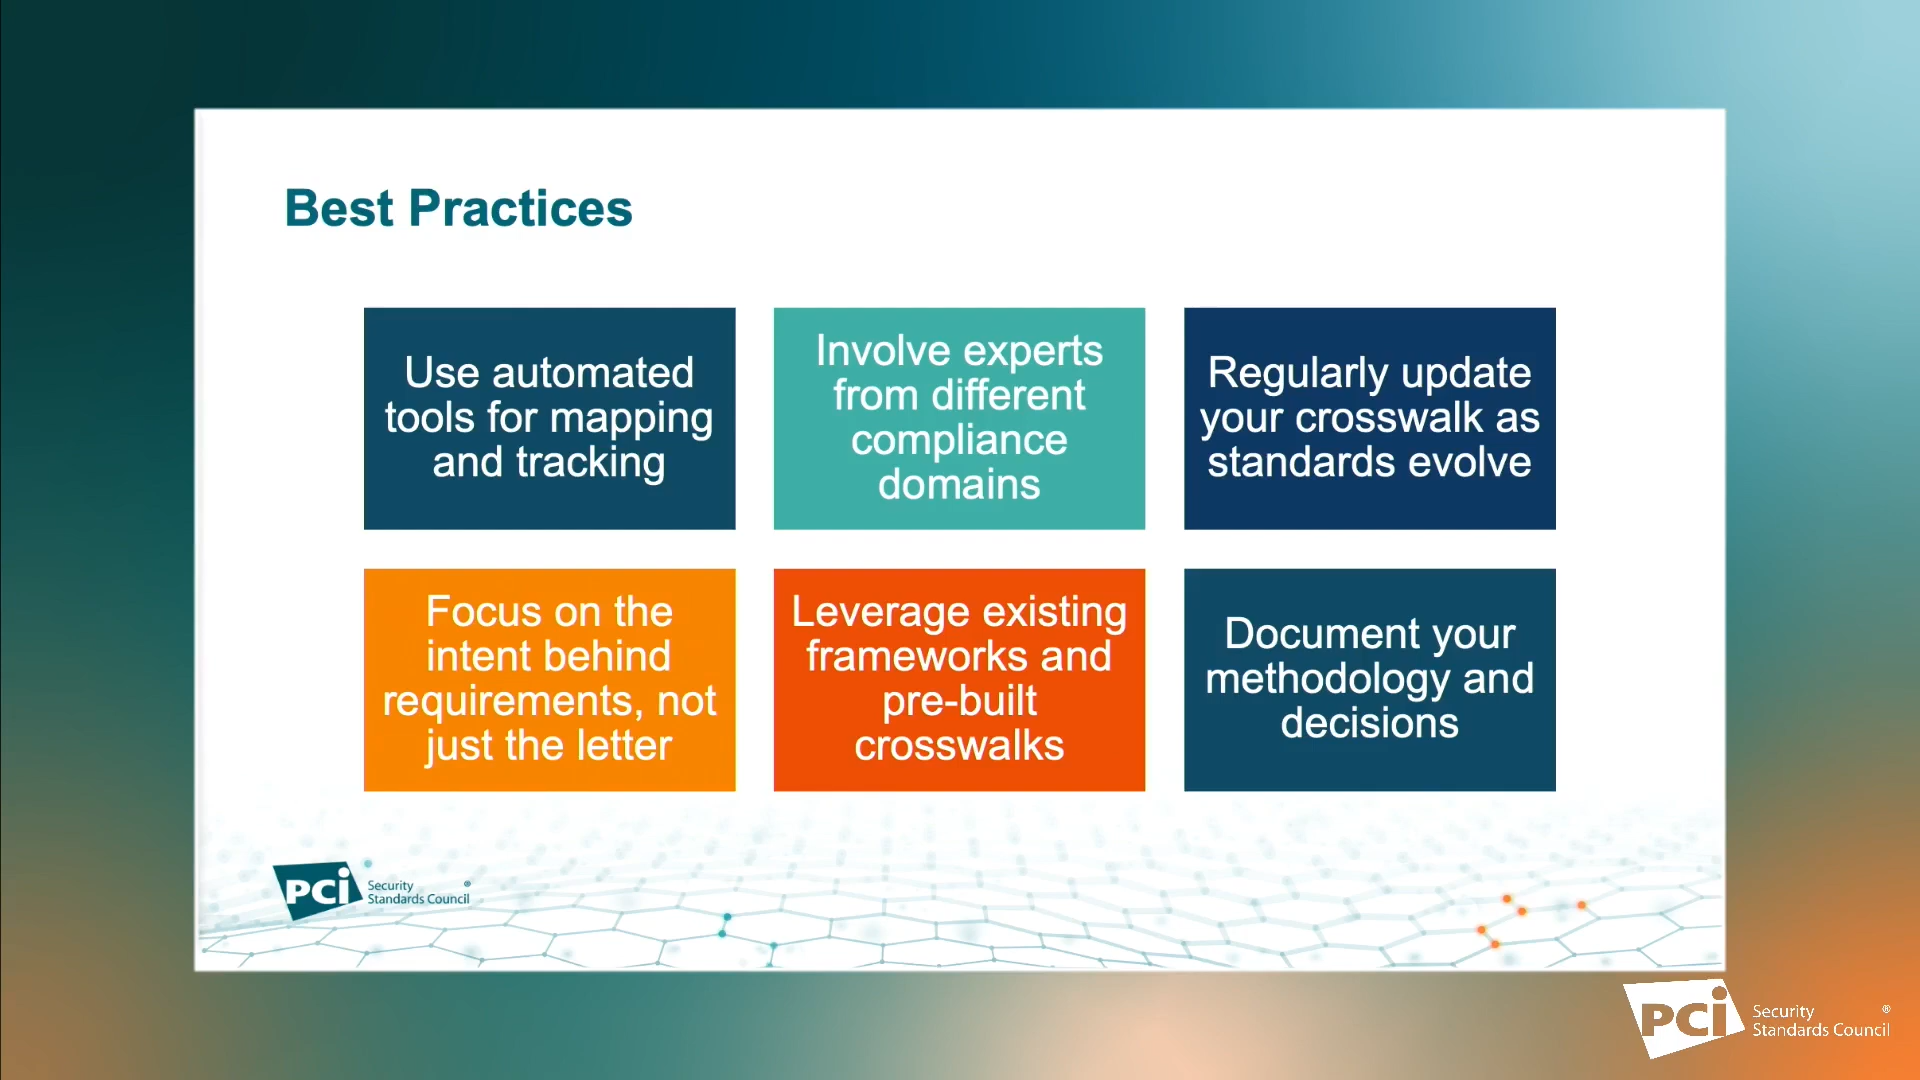 Best Practices
Use automated
tools for mapping
and tracking
Involve experts
from different
compliance
domains
Regularly update
your crosswalk as
standards evolve
Focus on the
intent behind
requirements, not
just the letter
Leverage existing
frameworks and
pre-built
crosswalks
Document your
methodology and
decisions
PCi Security
Standards Council ®
PCi Security
Standards Council ®